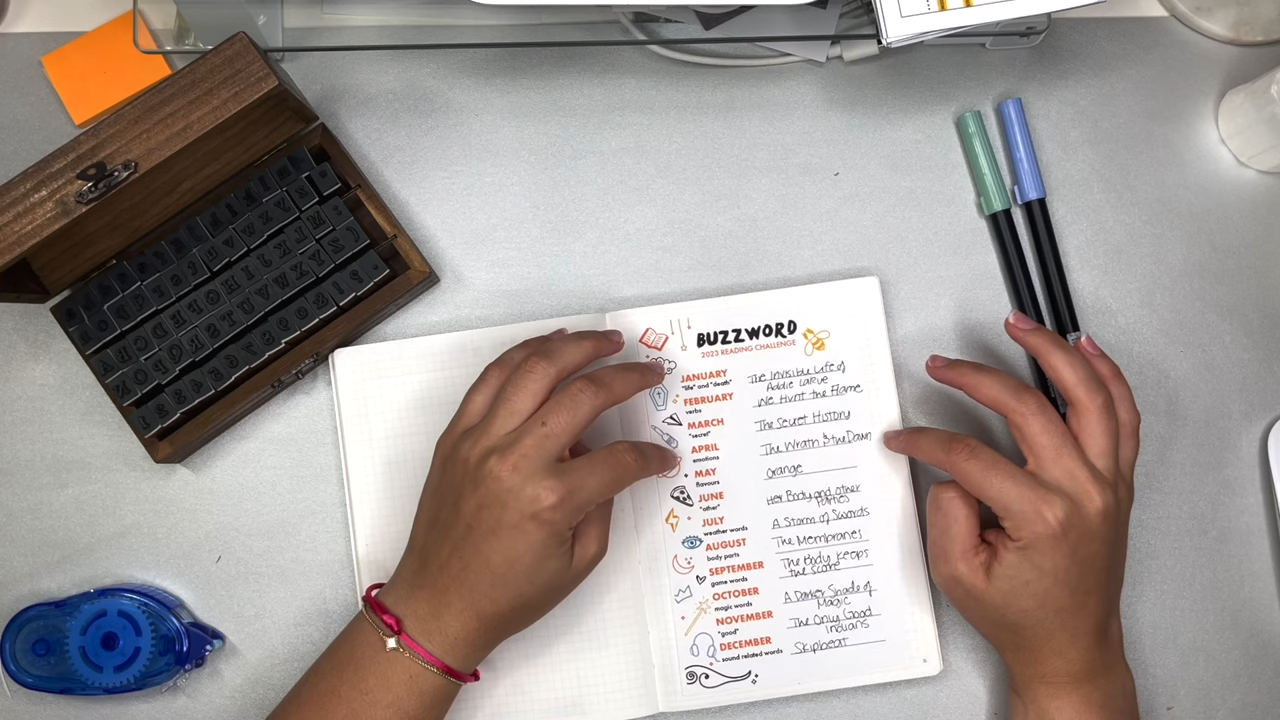 BUZZWORD
2023 READING CHALLENGE
JANUARY
"life" and "death"
The Invisible Life of
Addie LaRue
FEBRUARY
verbs
We Hunt the Flame
MARCH
"secret"
The Secret History
APRIL
emotions
The Wrath & the Dawn
MAY
flavours
Orange
JUNE
"other"
Her Body and Other
Parties
JULY
weather words
A Storm of Swords
AUGUST
body parts
The Membranes
SEPTEMBER
game words
The Body Keeps
the Score
OCTOBER
magic words
A Darker Shade of
Magic
NOVEMBER
"good"
The Only Good
Indians
DECEMBER
sound related words
Skipbeat